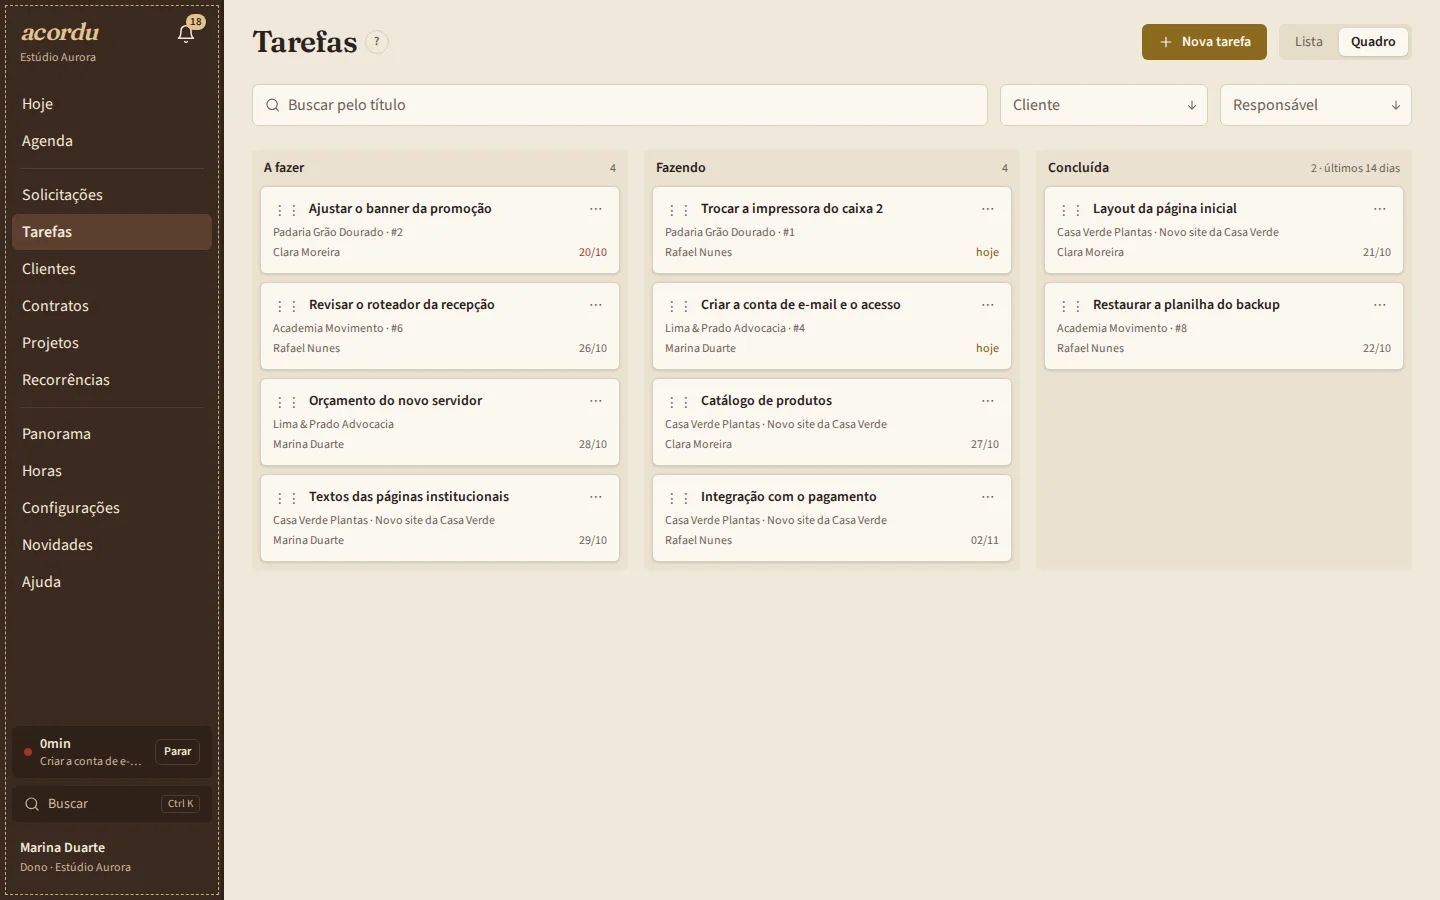 acordu
18
Estúdio Aurora
Hoje
Agenda
Solicitações
Tarefas
Clientes
Contratos
Projetos
Recorrências
Panorama
Horas
Configurações
Novidades
Ajuda
0min
Criar a conta de e-...
Parar
Buscar
Ctrl K
Marina Duarte
Dono · Estúdio Aurora
Tarefas
?
Nova tarefa
Lista
Quadro
Buscar pelo título
Cliente
Responsável
A fazer
4
Ajustar o banner da promoção
Padaria Grão Dourado · #2
Clara Moreira
20/10
Revisar o roteador da recepção
Academia Movimento · #6
Rafael Nunes
26/10
Orçamento do novo servidor
Lima & Prado Advocacia
Marina Duarte
28/10
Textos das páginas institucionais
Casa Verde Plantas · Novo site da Casa Verde
Marina Duarte
29/10
Fazendo
4
Trocar a impressora do caixa 2
Padaria Grão Dourado · #1
Rafael Nunes
hoje
Criar a conta de e-mail e o acesso
Lima & Prado Advocacia · #4
Marina Duarte
hoje
Catálogo de produtos
Casa Verde Plantas · Novo site da Casa Verde
Clara Moreira
27/10
Integração com o pagamento
Casa Verde Plantas · Novo site da Casa Verde
Rafael Nunes
02/11
Concluída
2 · últimos 14 dias
Layout da página inicial
Casa Verde Plantas · Novo site da Casa Verde
Clara Moreira
21/10
Restaurar a planilha do backup
Academia Movimento · #8
Rafael Nunes
22/10